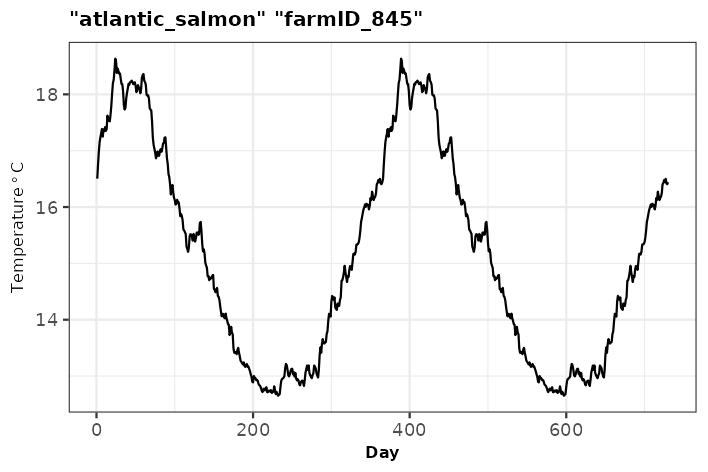 "atlantic_salmon" "farmID_845"
18
16
14
Temperature ° C
0
200
400
600
Day